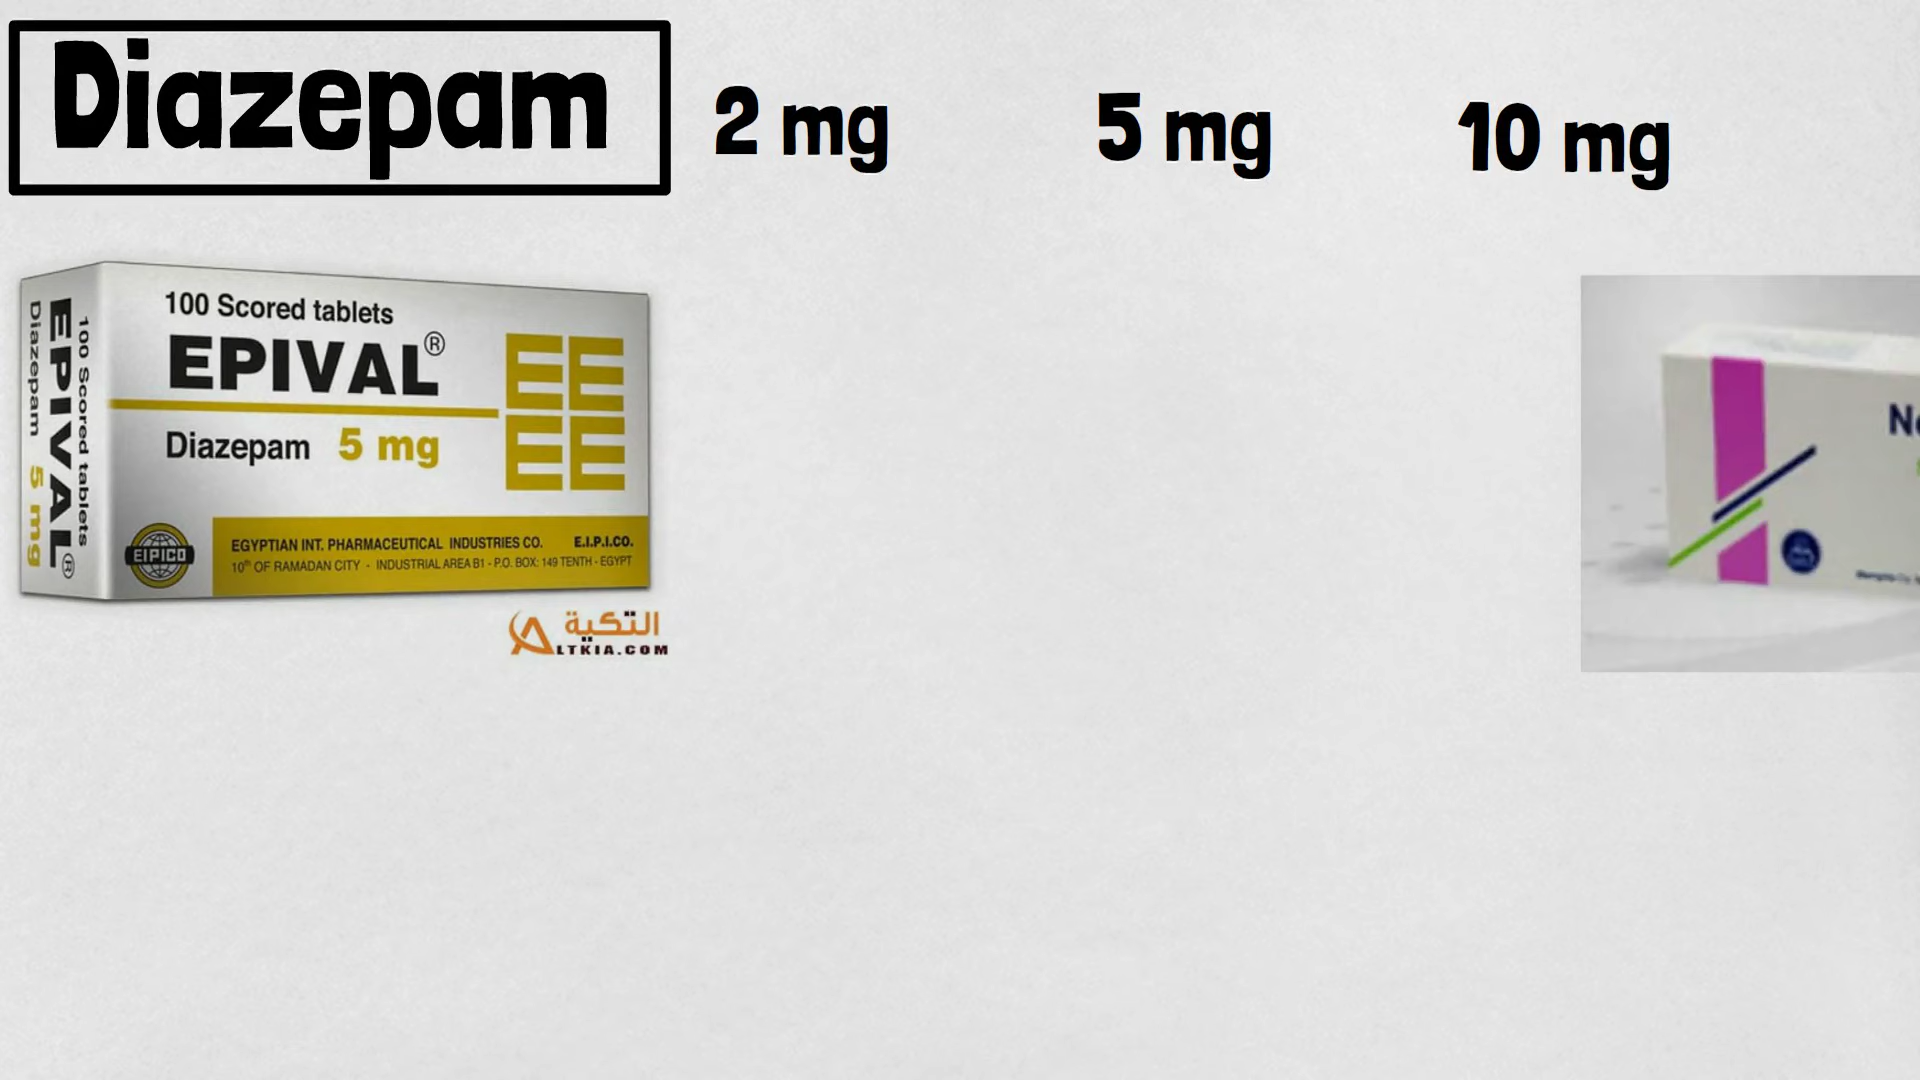 Diazepam
2 mg
5 mg
10 mg
100 Scored tablets
EPIVAL®
Diazepam 5 mg
EIPICO
EGYPTIAN INT. PHARMACEUTICAL INDUSTRIES CO. E.I.P.I.CO.
10th OF RAMADAN CITY - INDUSTRIAL AREA B1 - P.O. BOX: 149 TENTH - EGYPT
100 Scored tablets
EPIVAL®
Diazepam 5 mg
التكية
ALTKIA.COM